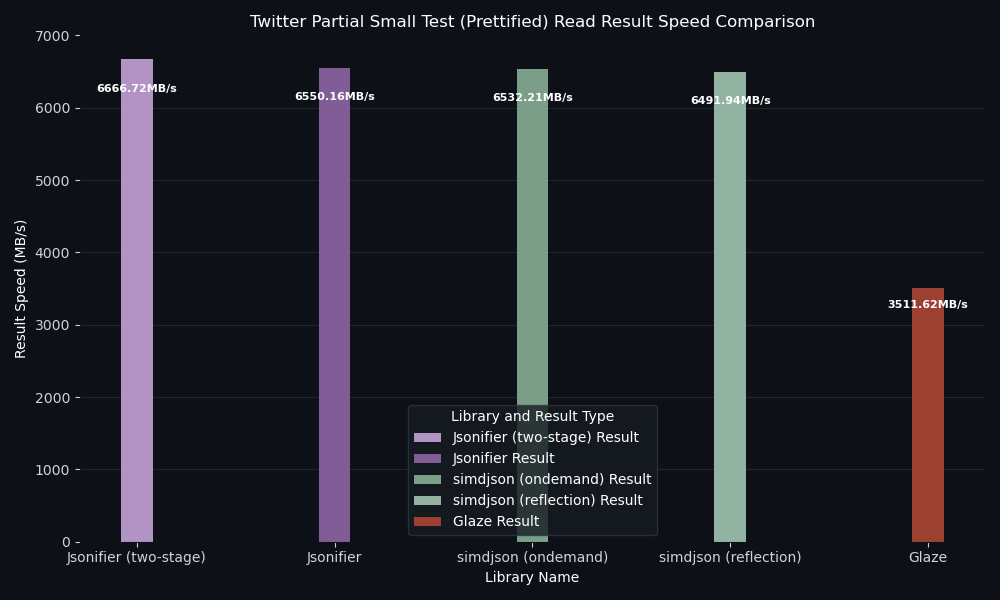 Twitter Partial Small Test (Prettified) Read Result Speed Comparison
Result Speed (MB/s)
7000
6000
5000
4000
3000
2000
1000
0
6666.72MB/s
6550.16MB/s
6532.21MB/s
6491.94MB/s
3511.62MB/s
Library and Result Type
Jsonifier (two-stage) Result
Jsonifier Result
simdjson (ondemand) Result
simdjson (reflection) Result
Glaze Result
Jsonifier (two-stage)
Jsonifier
simdjson (ondemand)
simdjson (reflection)
Glaze
Library Name